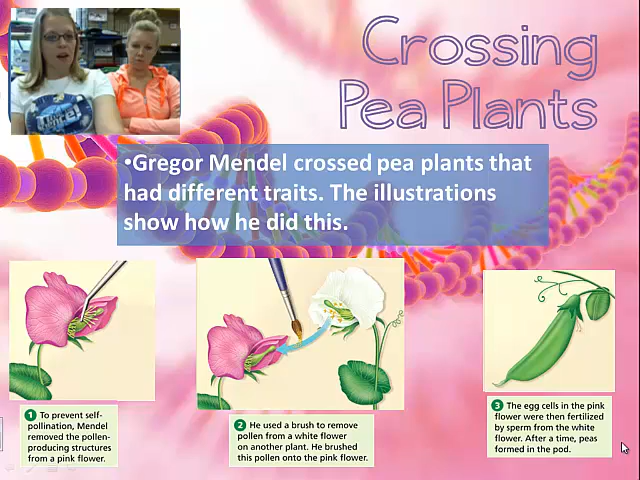 Crossing
Pea Plants
•Gregor Mendel crossed pea plants that
had different traits. The illustrations
show how he did this.
1 To prevent self-
pollination, Mendel
removed the pollen-
producing structures
from a pink flower.
2 He used a brush to remove
pollen from a white flower
on another plant. He brushed
this pollen onto the pink flower.
3 The egg cells in the pink
flower were then fertilized
by sperm from the white
flower. After a time, peas
formed in the pod.